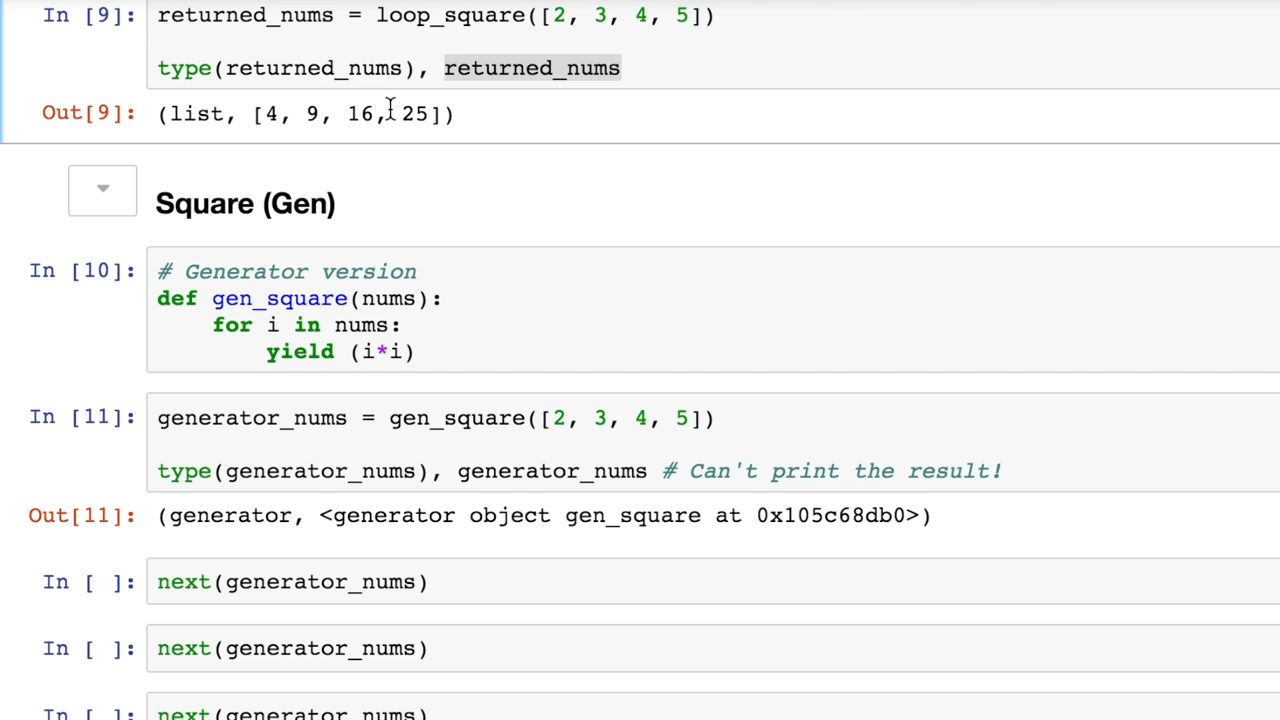 In [9]: returned_nums = loop_square([2, 3, 4, 5])
type(returned_nums), returned_nums
Out[9]: (list, [4, 9, 16, 25])
Square (Gen)
In [10]: # Generator version
def gen_square(nums):
for i in nums:
yield (i*i)
In [11]: generator_nums = gen_square([2, 3, 4, 5])
type(generator_nums), generator_nums # Can't print the result!
Out[11]: (generator, <generator object gen_square at 0x105c68db0>)
In [ ]: next(generator_nums)
In [ ]: next(generator_nums)
In [ ]: next(generator_nums)